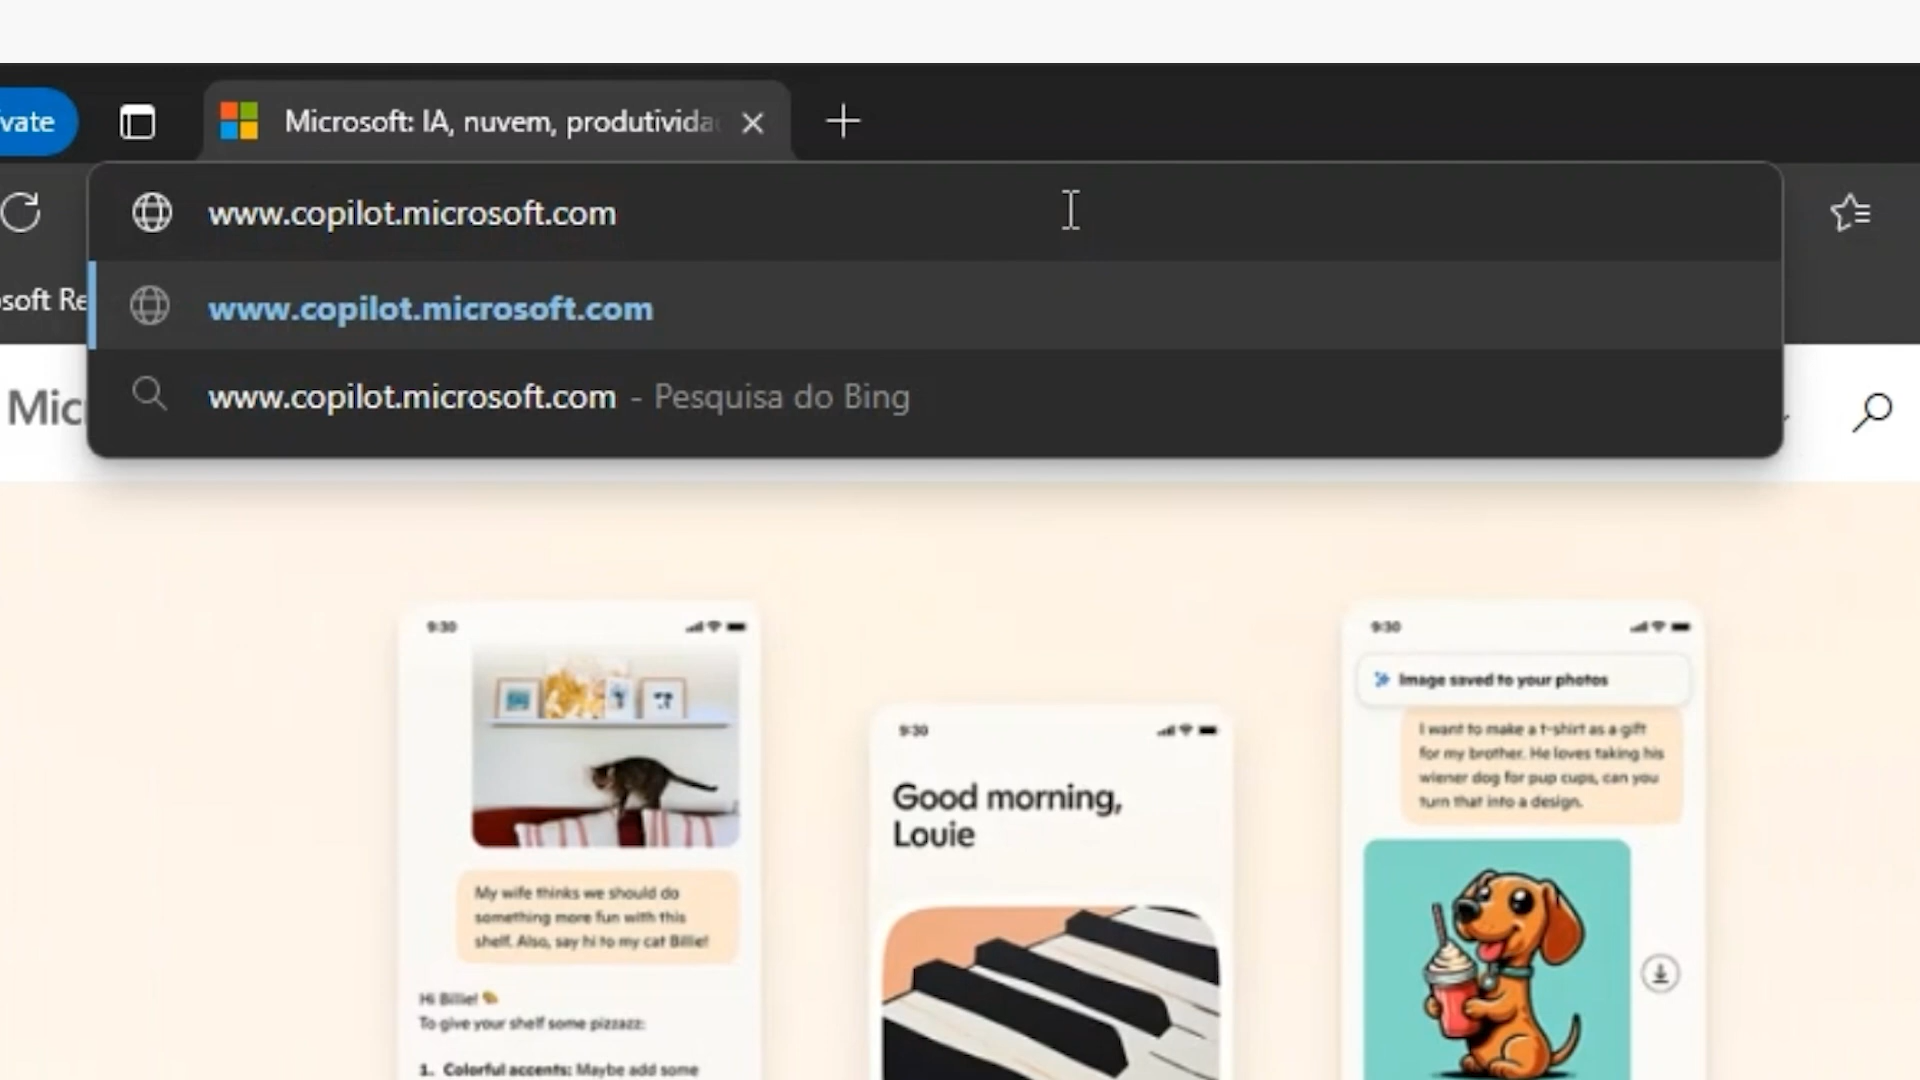 vate
Microsoft: IA, nuvem, produtivida
www.copilot.microsoft.com
www.copilot.microsoft.com
www.copilot.microsoft.com - Pesquisa do Bing
soft Re
Mic
9:30
My wife thinks we should do
something more fun with this
shelf. Also, say hi to my cat Billie!
Hi Billie! 🎨
To give your shelf some pizzazz:
1. Colorful accents: Maybe add some
9:30
Good morning,
Louie
9:30
Image saved to your photos
I want to make a t-shirt as a gift
for my brother. He loves taking his
wiener dog for pup cups, can you
turn that into a design.